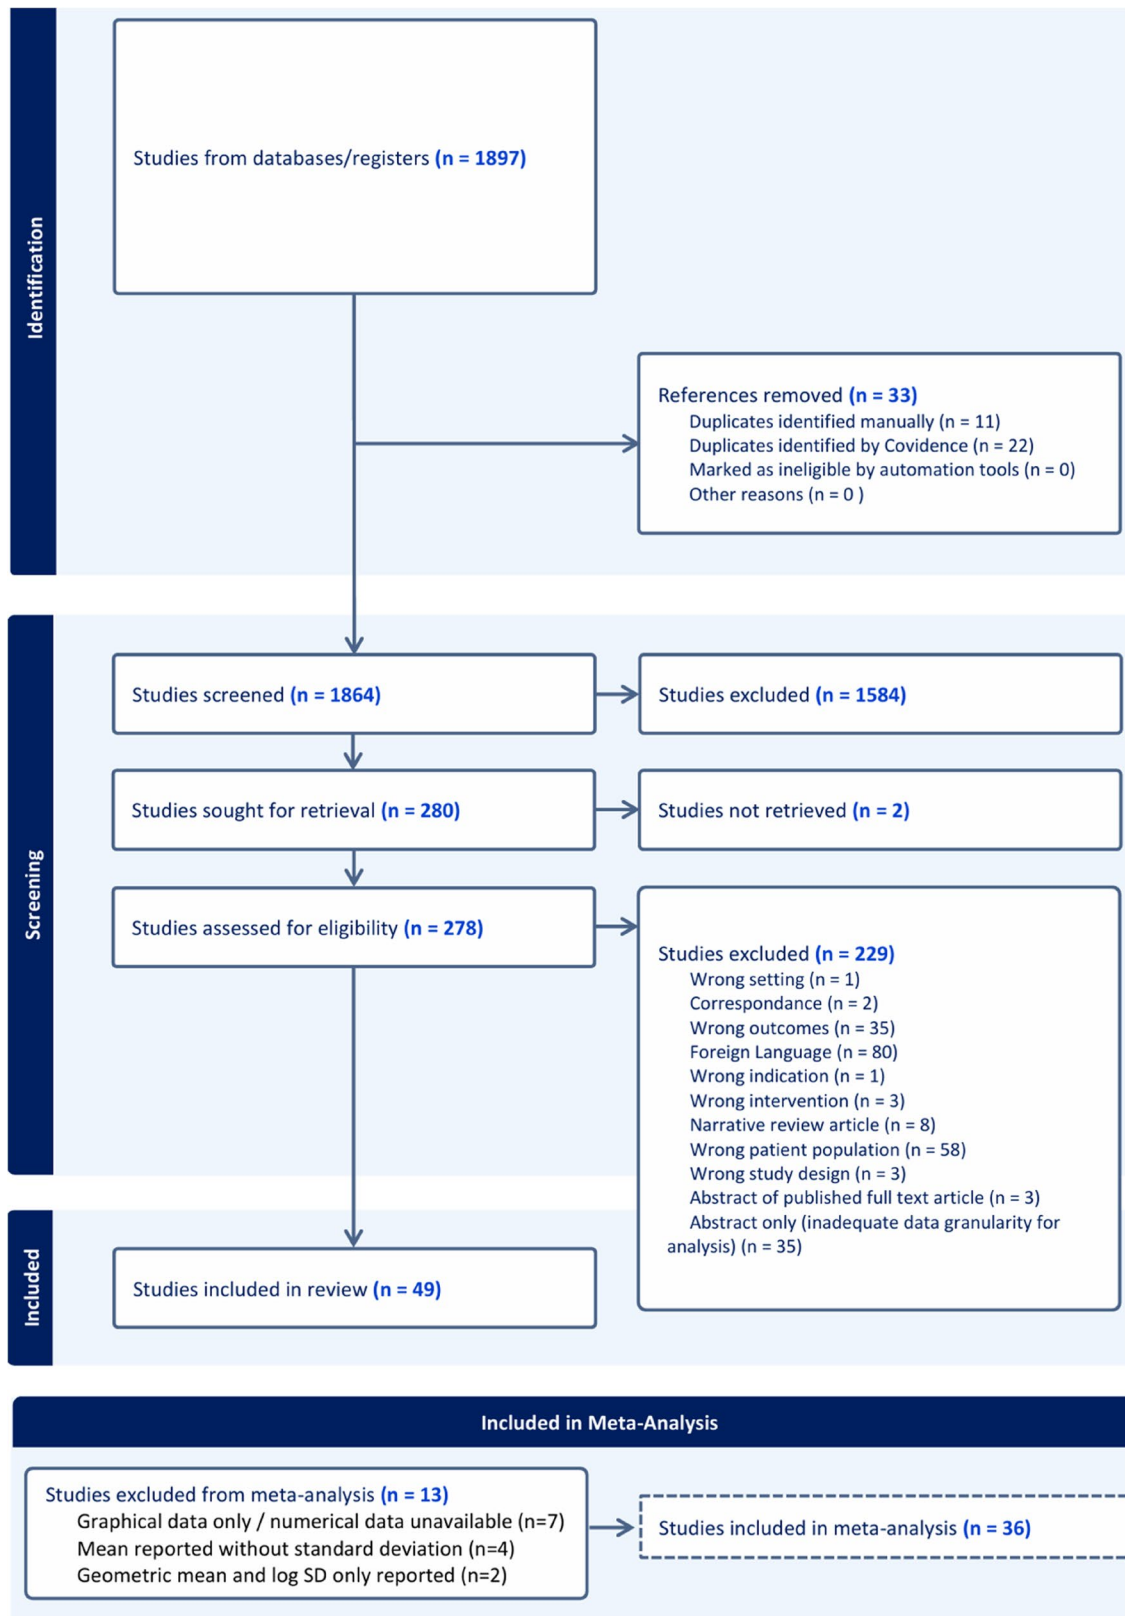 Identification
Studies from databases/registers (n = 1897)
References removed (n = 33)
Duplicates identified manually (n = 11)
Duplicates identified by Covidence (n = 22)
Marked as ineligible by automation tools (n = 0)
Other reasons (n = 0 )
Screening
Studies screened (n = 1864)
Studies excluded (n = 1584)
Studies sought for retrieval (n = 280)
Studies not retrieved (n = 2)
Studies assessed for eligibility (n = 278)
Studies excluded (n = 229)
Wrong setting (n = 1)
Correspondance (n = 2)
Wrong outcomes (n = 35)
Foreign Language (n = 80)
Wrong indication (n = 1)
Wrong intervention (n = 3)
Narrative review article (n = 8)
Wrong patient population (n = 58)
Wrong study design (n = 3)
Abstract of published full text article (n = 3)
Abstract only (inadequate data granularity for
analysis) (n = 35)
Included
Studies included in review (n = 49)
Included in Meta-Analysis
Studies excluded from meta-analysis (n = 13)
Graphical data only / numerical data unavailable (n=7)
Mean reported without standard deviation (n=4)
Geometric mean and log SD only reported (n=2)
Studies included in meta-analysis (n = 36)